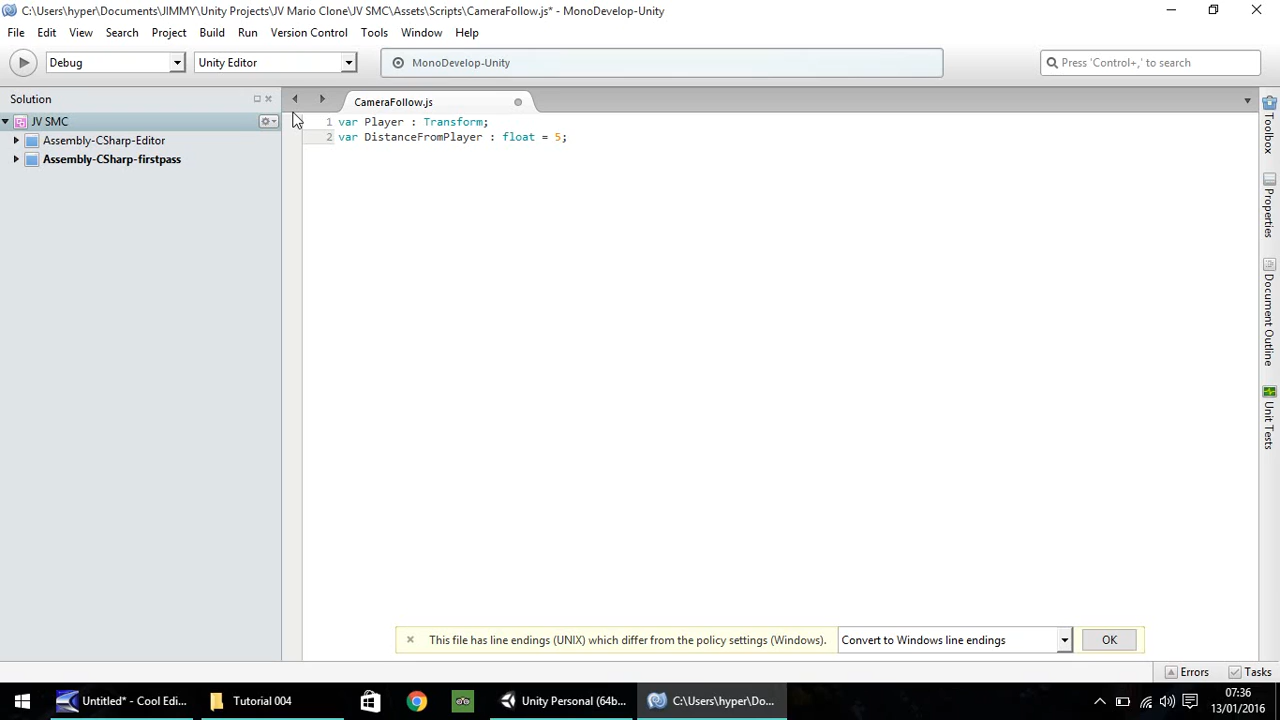 C:\Users\hyper\Documents\JIMMY\Unity Projects\JV Mario Clone\JV SMC\Assets\Scripts\CameraFollow.js* - MonoDevelop-Unity
File Edit View Search Project Build Run Version Control Tools Window Help
Debug Unity Editor MonoDevelop-Unity Press 'Control+,' to search
Solution CameraFollow.js
JV SMC
Assembly-CSharp-Editor
Assembly-CSharp-firstpass
1 var Player : Transform;
2 var DistanceFromPlayer : float = 5;
Toolbox
Properties
Document Outline
Unit Tests
This file has line endings (UNIX) which differ from the policy settings (Windows). Convert to Windows line endings OK
Errors Tasks
Untitled* - Cool Edi... Tutorial 004 Unity Personal (64b... C:\Users\hyper\Do...
07:36
13/01/2016